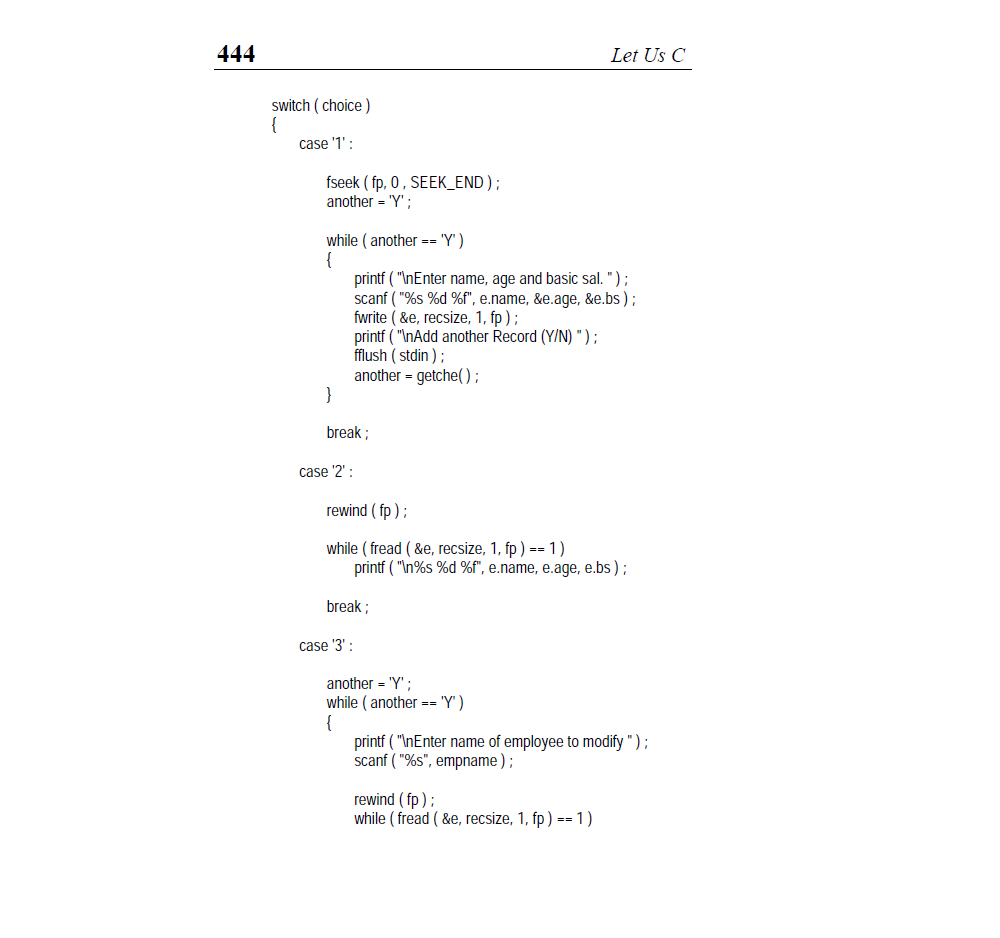 444 Let Us C
switch ( choice )
{
case '1' :
fseek ( fp, 0 , SEEK_END ) ;
another = 'Y' ;
while ( another == 'Y' )
{
printf ( "\nEnter name, age and basic sal. " ) ;
scanf ( "%s %d %f", e.name, &e.age, &e.bs ) ;
fwrite ( &e, recsize, 1, fp ) ;
printf ( "\nAdd another Record (Y/N) " ) ;
fflush ( stdin ) ;
another = getche( ) ;
}
break ;
case '2' :
rewind ( fp ) ;
while ( fread ( &e, recsize, 1, fp ) == 1 )
printf ( "\n%s %d %f", e.name, e.age, e.bs ) ;
break ;
case '3' :
another = 'Y' ;
while ( another == 'Y' )
{
printf ( "\nEnter name of employee to modify " ) ;
scanf ( "%s", empname ) ;
rewind ( fp ) ;
while ( fread ( &e, recsize, 1, fp ) == 1 )